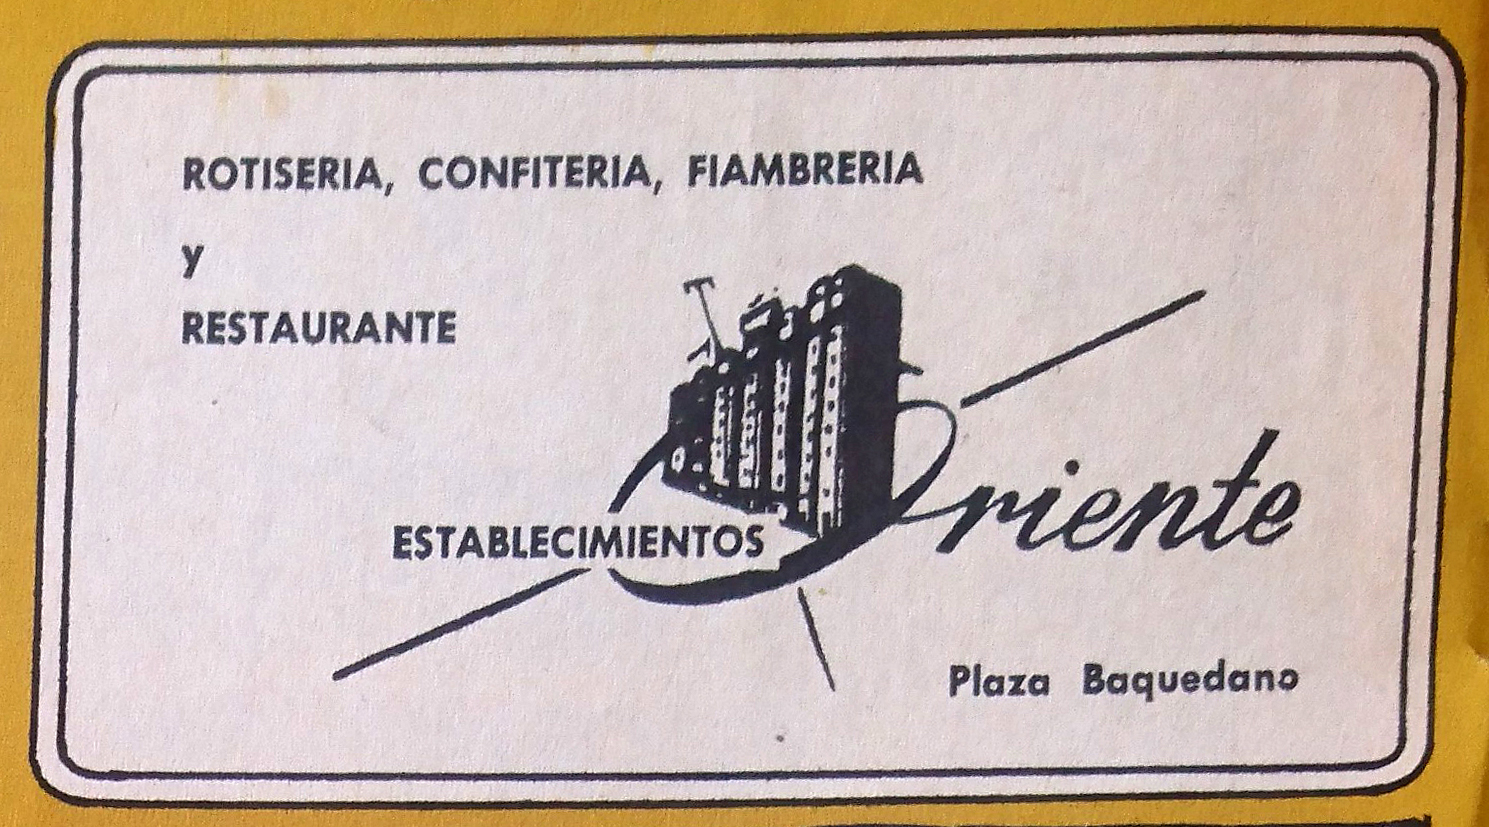 ROTISERIA, CONFITERIA, FIAMBRERIA
y
RESTAURANTE
ESTABLECIMIENTOS Oriente
Plaza Baquedano